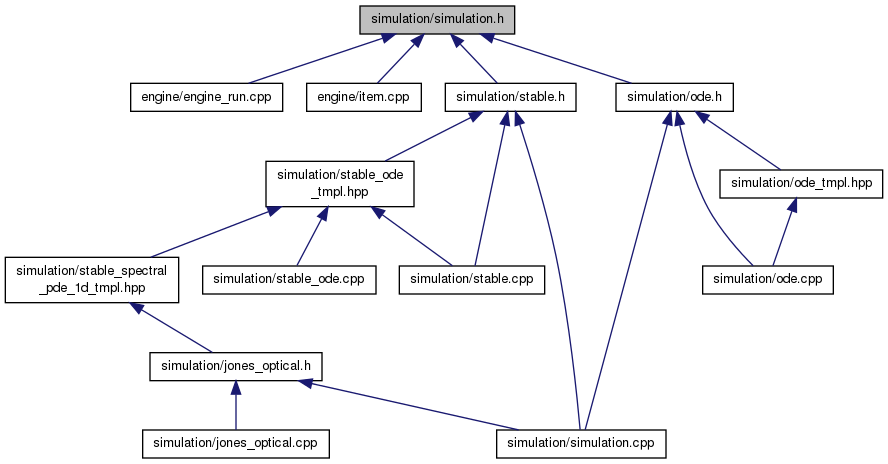 simulation/simulation.h
engine/engine_run.cpp
engine/item.cpp
simulation/stable.h
simulation/ode.h
simulation/stable_ode
_tmpl.hpp
simulation/ode_tmpl.hpp
simulation/stable_spectral
_pde_1d_tmpl.hpp
simulation/stable_ode.cpp
simulation/stable.cpp
simulation/ode.cpp
simulation/jones_optical.h
simulation/jones_optical.cpp
simulation/simulation.cpp